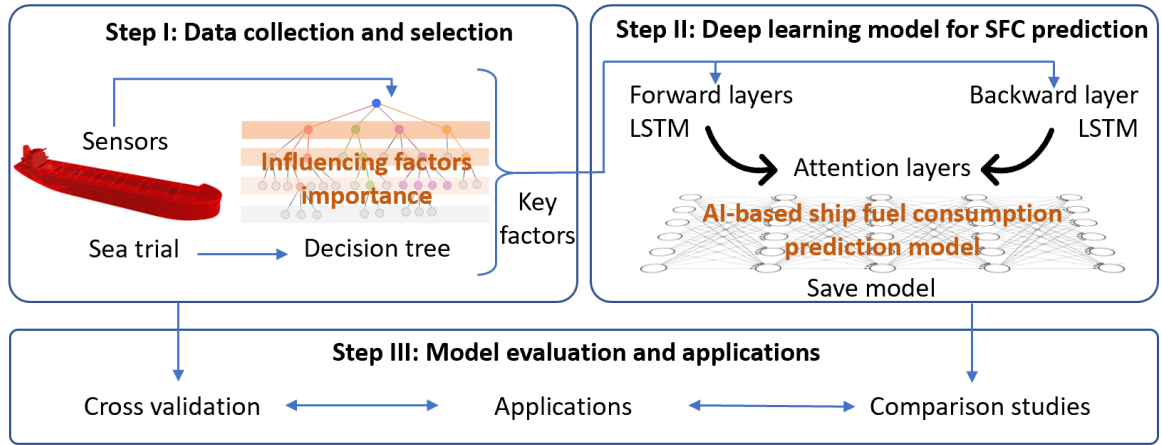 Step I: Data collection and selection
Sensors
Influencing factors
importance
Sea trial
Decision tree
Key
factors
Step II: Deep learning model for SFC prediction
Forward layers
LSTM
Backward layer
LSTM
Attention layers
AI-based ship fuel consumption
prediction model
Save model
Step III: Model evaluation and applications
Cross validation
Applications
Comparison studies